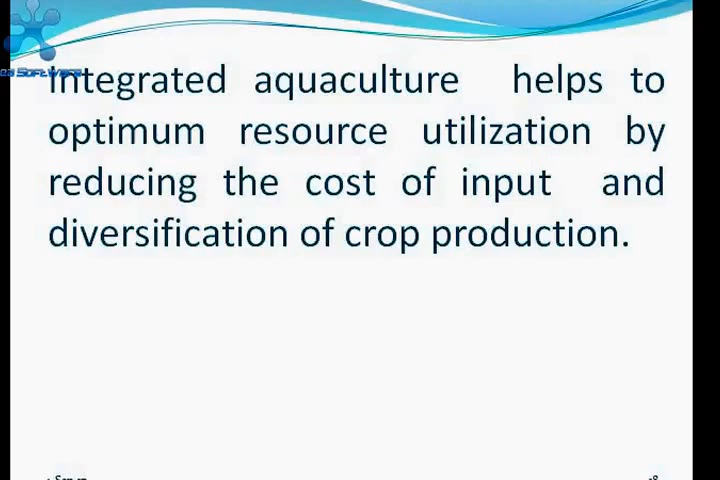 Integrated aquaculture helps to
optimum resource utilization by
reducing the cost of input and
diversification of crop production.